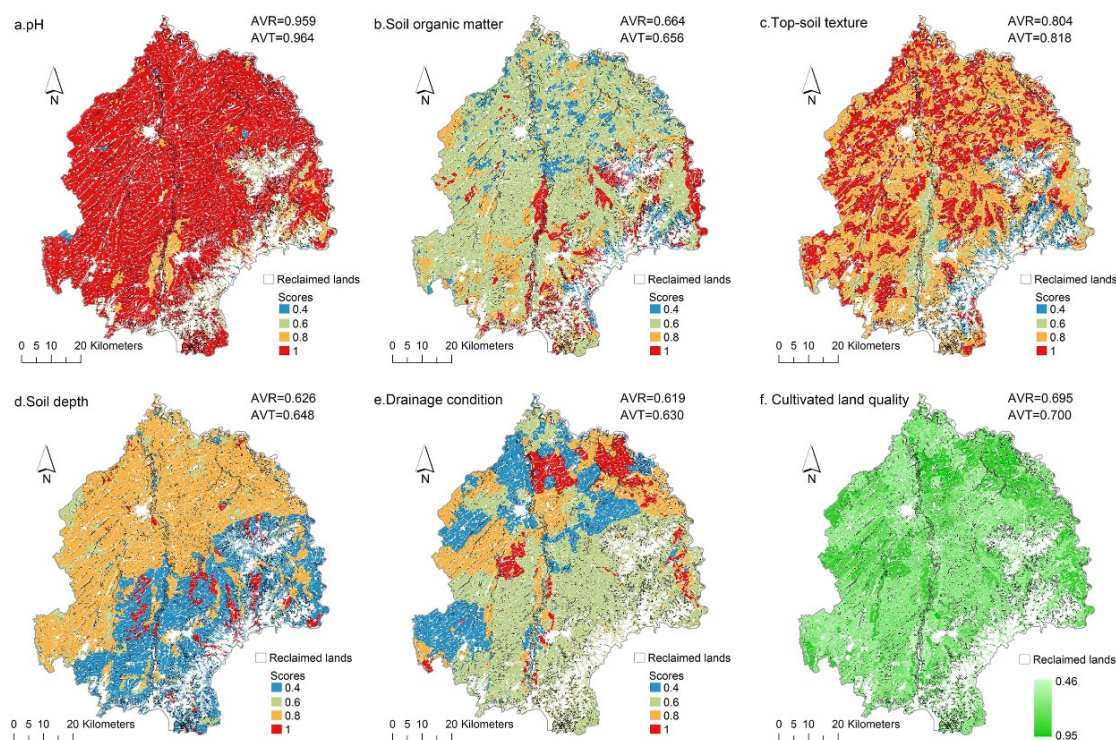 a.pH
AVR=0.959
AVT=0.964
N
Reclaimed lands
Scores
0.4
0.6
0.8
1
0 5 10 20 Kilometers
b.Soil organic matter
AVR=0.664
AVT=0.656
N
Reclaimed lands
Scores
0.4
0.6
0.8
1
0 5 10 20 Kilometers
c.Top-soil texture
AVR=0.804
AVT=0.818
N
Reclaimed lands
Scores
0.4
0.6
0.8
1
0 5 10 20 Kilometers
d.Soil depth
AVR=0.626
AVT=0.648
N
Reclaimed lands
Scores
0.4
0.6
0.8
1
0 5 10 20 Kilometers
e.Drainage condition
AVR=0.619
AVT=0.630
N
Reclaimed lands
Scores
0.4
0.6
0.8
1
0 5 10 20 Kilometers
f. Cultivated land quality
AVR=0.695
AVT=0.700
N
Reclaimed lands
0.46
0.95
0 5 10 20 Kilometers